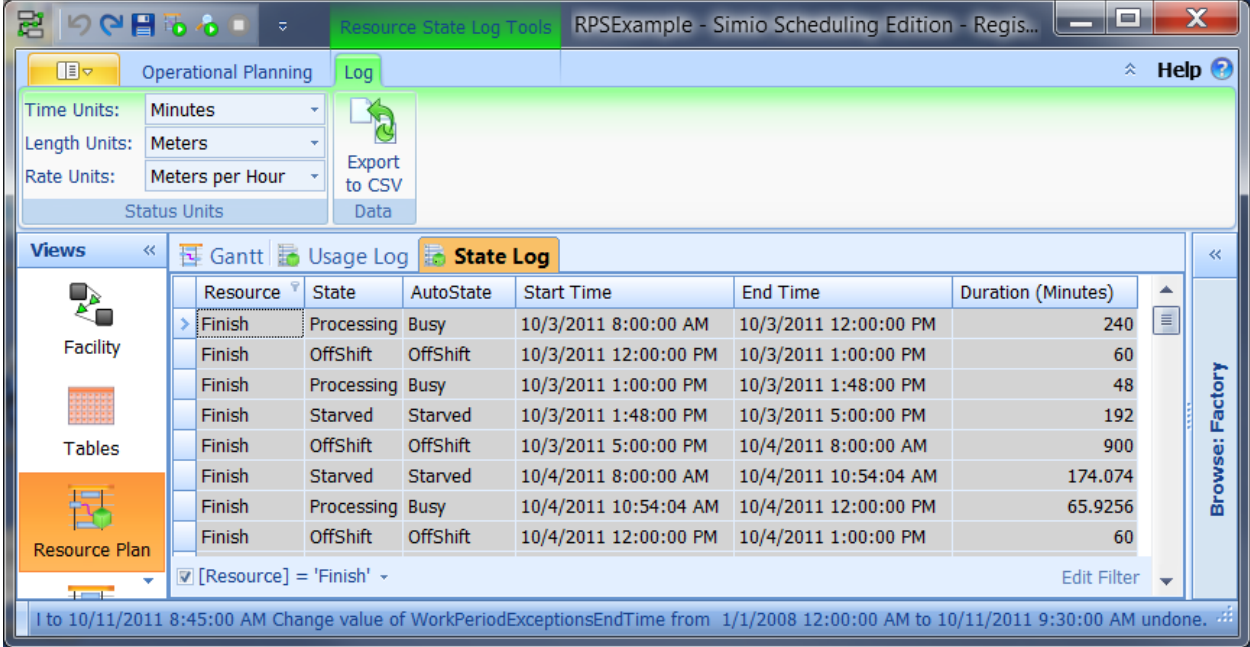 Resource State Log Tools RPSExample - Simio Scheduling Edition - Regis...
Operational Planning Log Help
Time Units: Minutes
Length Units: Meters
Rate Units: Meters per Hour
Export
to CSV
Status Units Data
Views Gantt Usage Log State Log
Resource State AutoState Start Time End Time Duration (Minutes)
Finish Processing Busy 10/3/2011 8:00:00 AM 10/3/2011 12:00:00 PM 240
Finish OffShift OffShift 10/3/2011 12:00:00 PM 10/3/2011 1:00:00 PM 60
Finish Processing Busy 10/3/2011 1:00:00 PM 10/3/2011 1:48:00 PM 48
Finish Starved Starved 10/3/2011 1:48:00 PM 10/3/2011 5:00:00 PM 192
Finish OffShift OffShift 10/3/2011 5:00:00 PM 10/4/2011 8:00:00 AM 900
Finish Starved Starved 10/4/2011 8:00:00 AM 10/4/2011 10:54:04 AM 174.074
Finish Processing Busy 10/4/2011 10:54:04 AM 10/4/2011 12:00:00 PM 65.9256
Finish OffShift OffShift 10/4/2011 12:00:00 PM 10/4/2011 1:00:00 PM 60
Facility
Tables
Resource Plan
Browse: Factory
[Resource] = 'Finish' Edit Filter
l to 10/11/2011 8:45:00 AM Change value of WorkPeriodExceptionsEndTime from 1/1/2008 12:00:00 AM to 10/11/2011 9:30:00 AM undone.